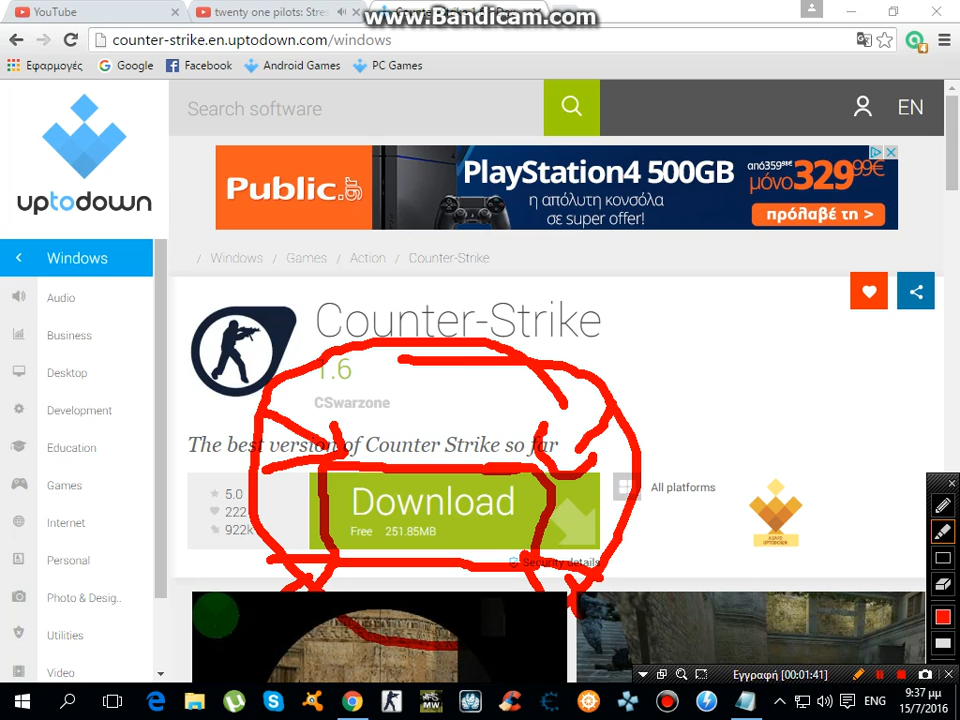 YouTube
twenty one pilots: Stres
www.Bandicam.com
counter-strike.en.uptodown.com/windows
Εφαρμογές Google Facebook Android Games PC Games
uptodown
Search software
EN
Public.gr
PlayStation4 500GB
η απόλυτη κονσόλα
σε super offer!
από 359,98€
μόνο 329,99€
πρόλαβέ τη >
Windows
/ Windows / Games / Action / Counter-Strike
Audio
Business
Desktop
Development
Education
Games
Internet
Personal
Photo & Desig..
Utilities
Video
Counter-Strike
1.6
CSwarzone
The best version of Counter Strike so far
5.0
222
922k
Download
Free 251.85MB
All platforms
Security details
Εγγραφή [00:01:41]
ENG
9:37 μμ
15/7/2016